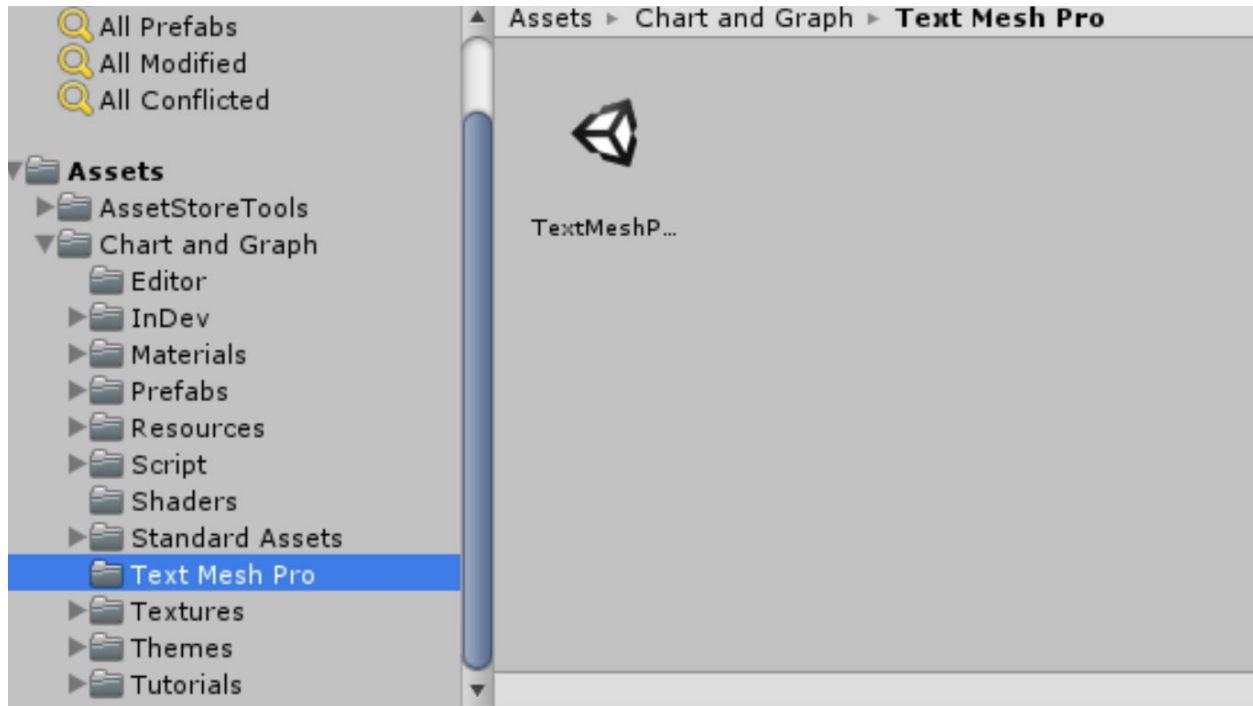 All Prefabs
All Modified
All Conflicted
Assets
AssetStoreTools
Chart and Graph
Editor
InDev
Materials
Prefabs
Resources
Script
Shaders
Standard Assets
Text Mesh Pro
Textures
Themes
Tutorials
Assets ▸ Chart and Graph ▸ Text Mesh Pro
TextMeshP...